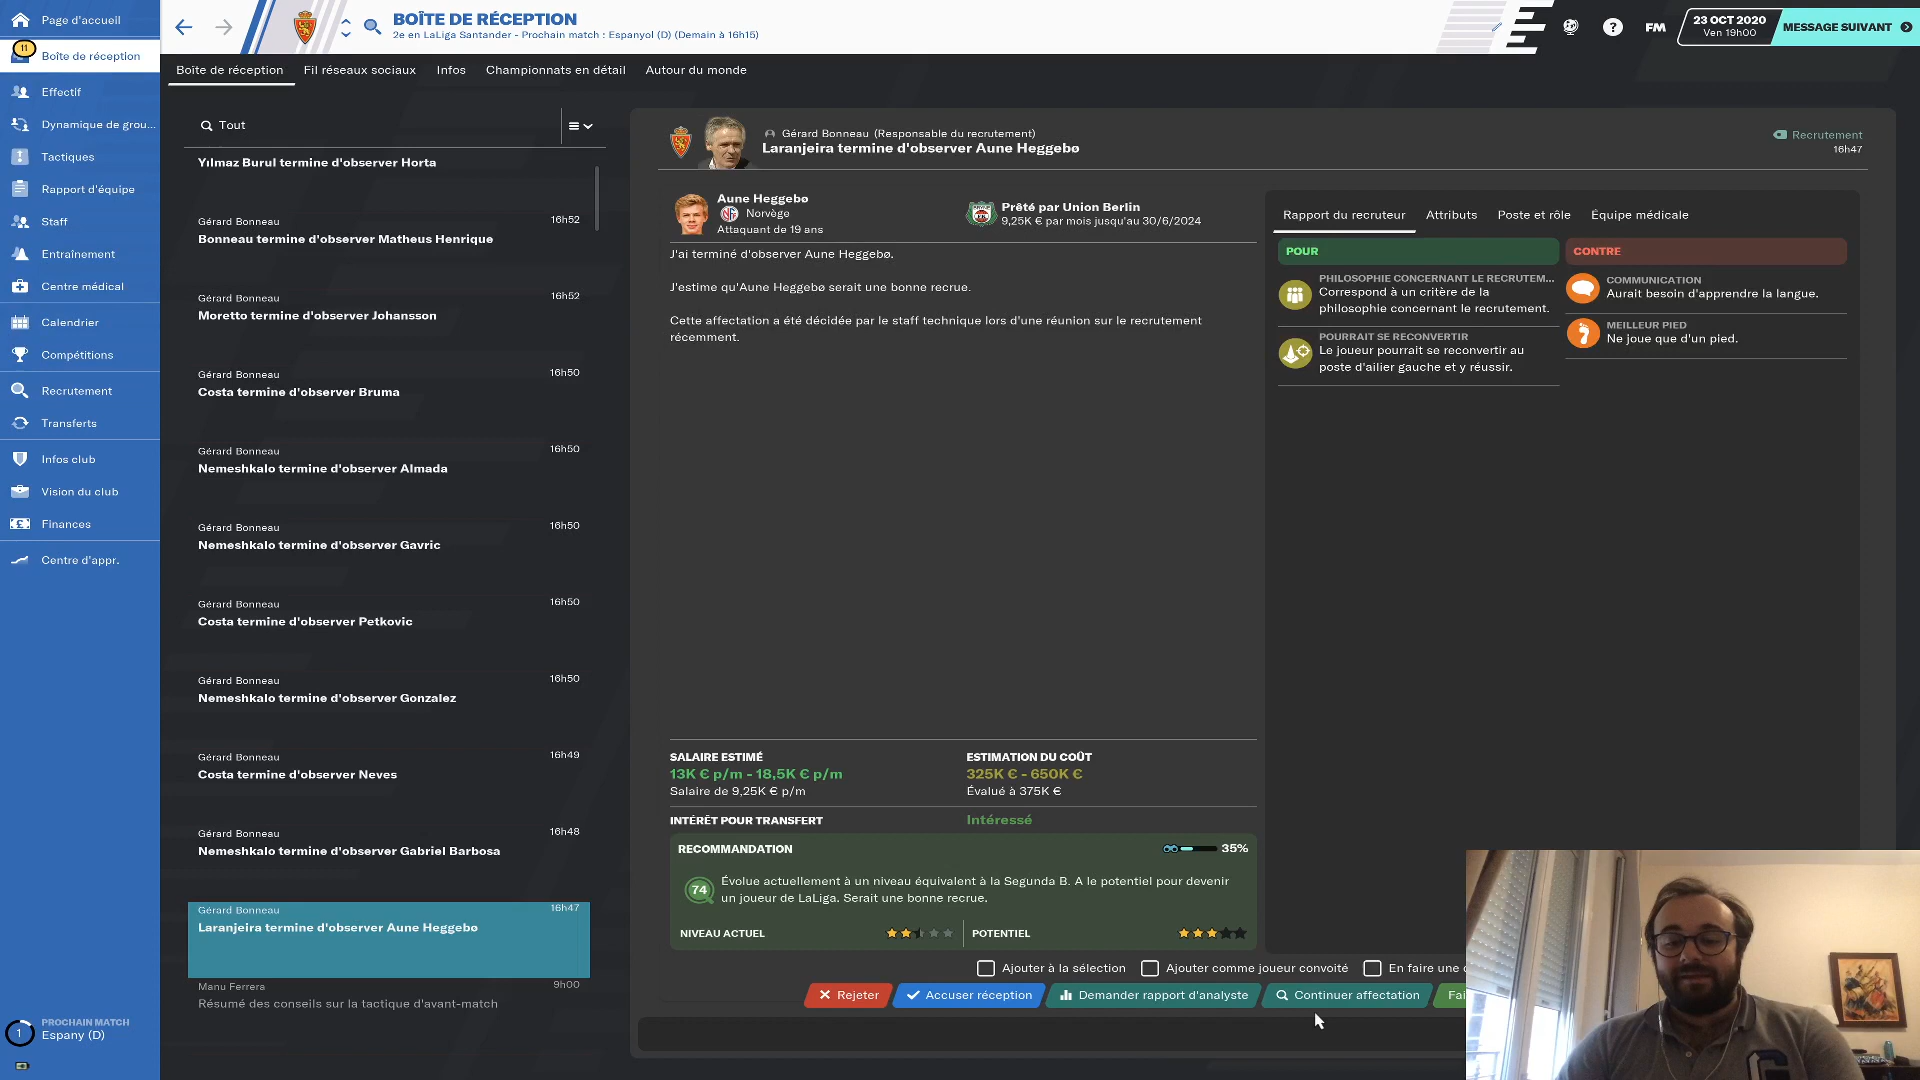 Page d'accueil
11
Boîte de réception
Effectif
Dynamique de grou...
Tactiques
Rapport d'équipe
Staff
Entraînement
Centre médical
Calendrier
Compétitions
Recrutement
Transferts
Infos club
Vision du club
Finances
Centre d'appr.
1
PROCHAIN MATCH
Espany (D)
BOÎTE DE RÉCEPTION
2e en LaLiga Santander - Prochain match : Espanyol (D) (Demain à 16h15)
FM
23 OCT 2020
Ven 19h00
MESSAGE SUIVANT
Boîte de réception
Fil réseaux sociaux
Infos
Championnats en détail
Autour du monde
Tout
Yılmaz Burul termine d'observer Horta
Gérard Bonneau
16h52
Bonneau termine d'observer Matheus Henrique
Gérard Bonneau
16h52
Moretto termine d'observer Johansson
Gérard Bonneau
16h50
Costa termine d'observer Bruma
Gérard Bonneau
16h50
Nemeshkalo termine d'observer Almada
Gérard Bonneau
16h50
Nemeshkalo termine d'observer Gavric
Gérard Bonneau
16h50
Costa termine d'observer Petkovic
Gérard Bonneau
16h50
Nemeshkalo termine d'observer Gonzalez
Gérard Bonneau
16h49
Costa termine d'observer Neves
Gérard Bonneau
16h48
Nemeshkalo termine d'observer Gabriel Barbosa
Gérard Bonneau
16h47
Laranjeira termine d'observer Aune Heggebø
Manu Ferrera
9h00
Résumé des conseils sur la tactique d'avant-match
Gérard Bonneau (Responsable du recrutement)
Laranjeira termine d'observer Aune Heggebø
Recrutement
16h47
Aune Heggebø
Norvège
Attaquant de 19 ans
Prêté par Union Berlin
9,25K € par mois jusqu'au 30/6/2024
J'ai terminé d'observer Aune Heggebø.
J'estime qu'Aune Heggebø serait une bonne recrue.
Cette affectation a été décidée par le staff technique lors d'une réunion sur le recrutement
récemment.
SALAIRE ESTIMÉ
13K € p/m - 18,5K € p/m
Salaire de 9,25K € p/m
ESTIMATION DU COÛT
325K € - 650K €
Évalué à 375K €
INTÉRÊT POUR TRANSFERT
Intéressé
RECOMMANDATION
35%
74
Évolue actuellement à un niveau équivalent à la Segunda B. A le potentiel pour devenir
un joueur de LaLiga. Serait une bonne recrue.
NIVEAU ACTUEL
POTENTIEL
Rapport du recruteur
Attributs
Poste et rôle
Équipe médicale
POUR
PHILOSOPHIE CONCERNANT LE RECRUTEM...
Correspond à un critère de la
philosophie concernant le recrutement.
POURRAIT SE RECONVERTIR
Le joueur pourrait se reconvertir au
poste d'ailier gauche et y réussir.
CONTRE
COMMUNICATION
Aurait besoin d'apprendre la langue.
MEILLEUR PIED
Ne joue que d'un pied.
Ajouter à la sélection
Ajouter comme joueur convoité
En faire une c
Rejeter
Accuser réception
Demander rapport d'analyste
Continuer affectation
Fai